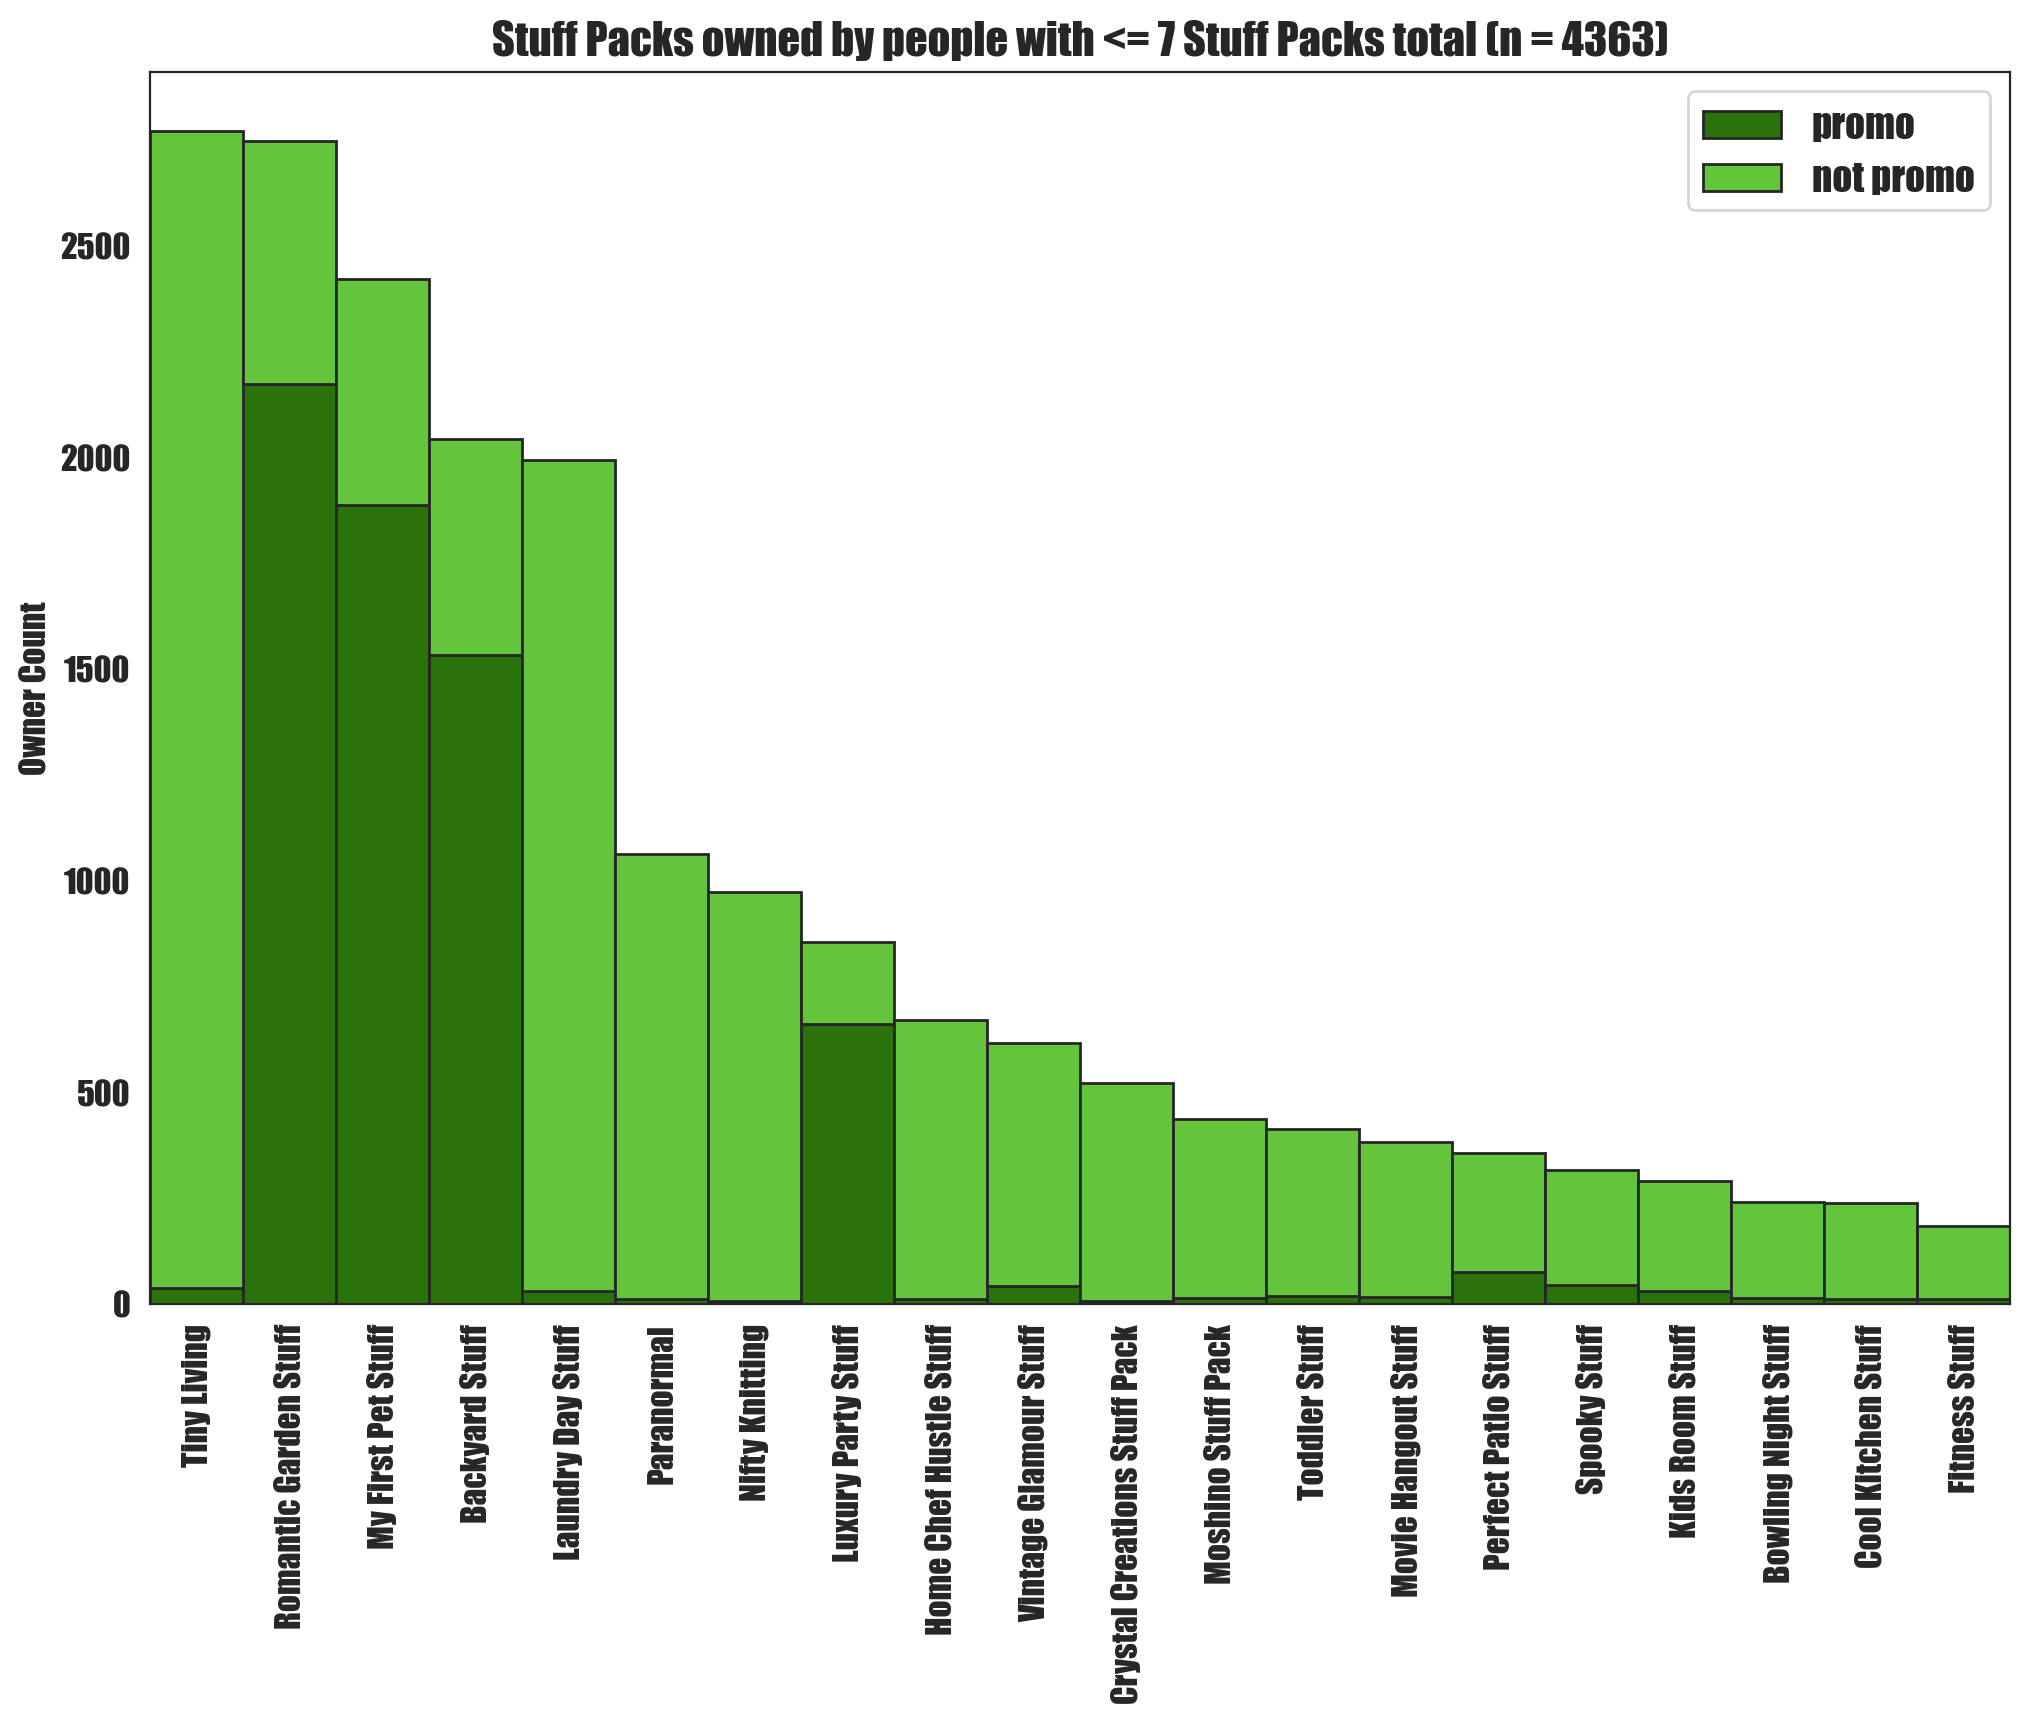 Stuff Packs owned by people with <= 7 Stuff Packs total (n = 4363)
promo
not promo
Owner Count
2500
2000
1500
1000
500
0
Tiny Living
Romantic Garden Stuff
My First Pet Stuff
Backyard Stuff
Laundry Day Stuff
Paranormal
Nifty Knitting
Luxury Party Stuff
Home Chef Hustle Stuff
Vintage Glamour Stuff
Crystal Creations Stuff Pack
Moshino Stuff Pack
Toddler Stuff
Movie Hangout Stuff
Perfect Patio Stuff
Spooky Stuff
Kids Room Stuff
Bowling Night Stuff
Cool Kitchen Stuff
Fitness Stuff